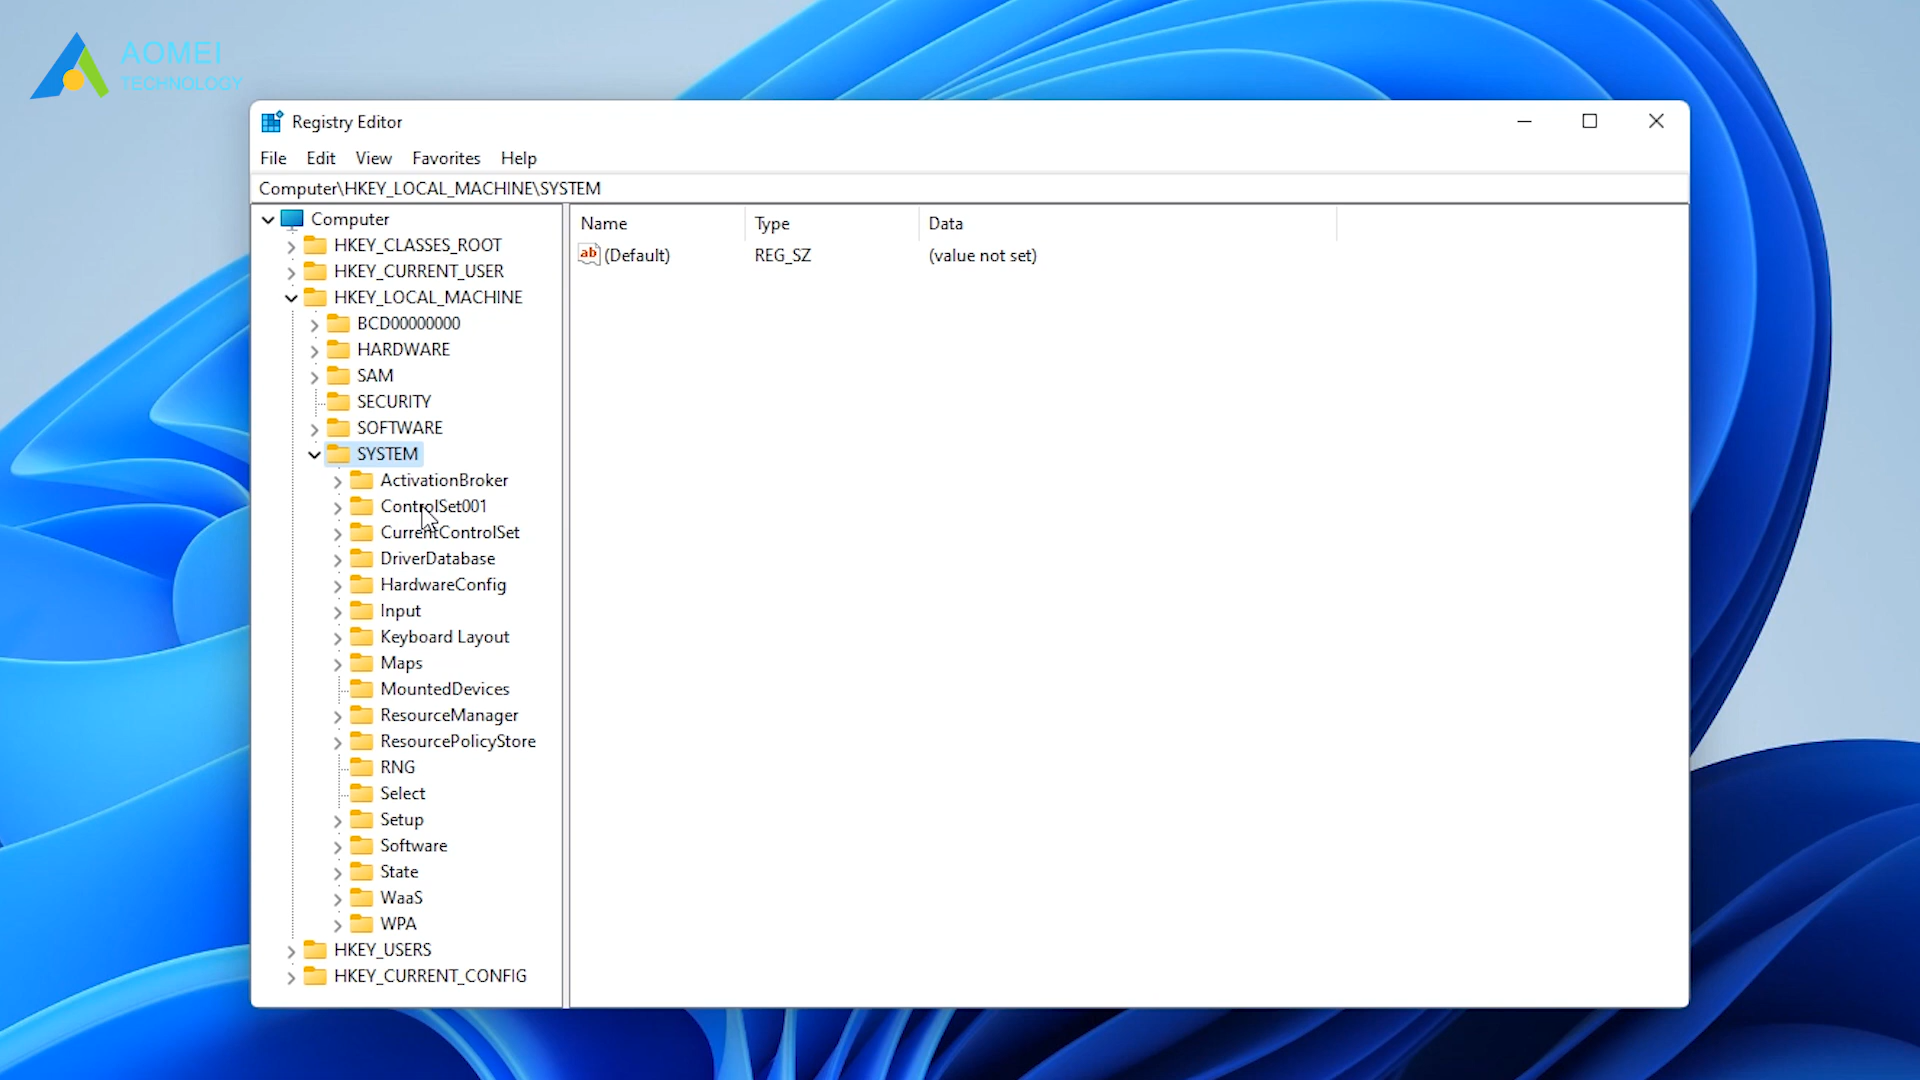 AOMEI
TECHNOLOGY
Registry Editor
File Edit View Favorites Help
Computer\HKEY_LOCAL_MACHINE\SYSTEM
Computer
HKEY_CLASSES_ROOT
HKEY_CURRENT_USER
HKEY_LOCAL_MACHINE
BCD00000000
HARDWARE
SAM
SECURITY
SOFTWARE
SYSTEM
ActivationBroker
ControlSet001
CurrentControlSet
DriverDatabase
HardwareConfig
Input
Keyboard Layout
Maps
MountedDevices
ResourceManager
ResourcePolicyStore
RNG
Select
Setup
Software
State
WaaS
WPA
HKEY_USERS
HKEY_CURRENT_CONFIG
Name Type Data
ab (Default) REG_SZ (value not set)